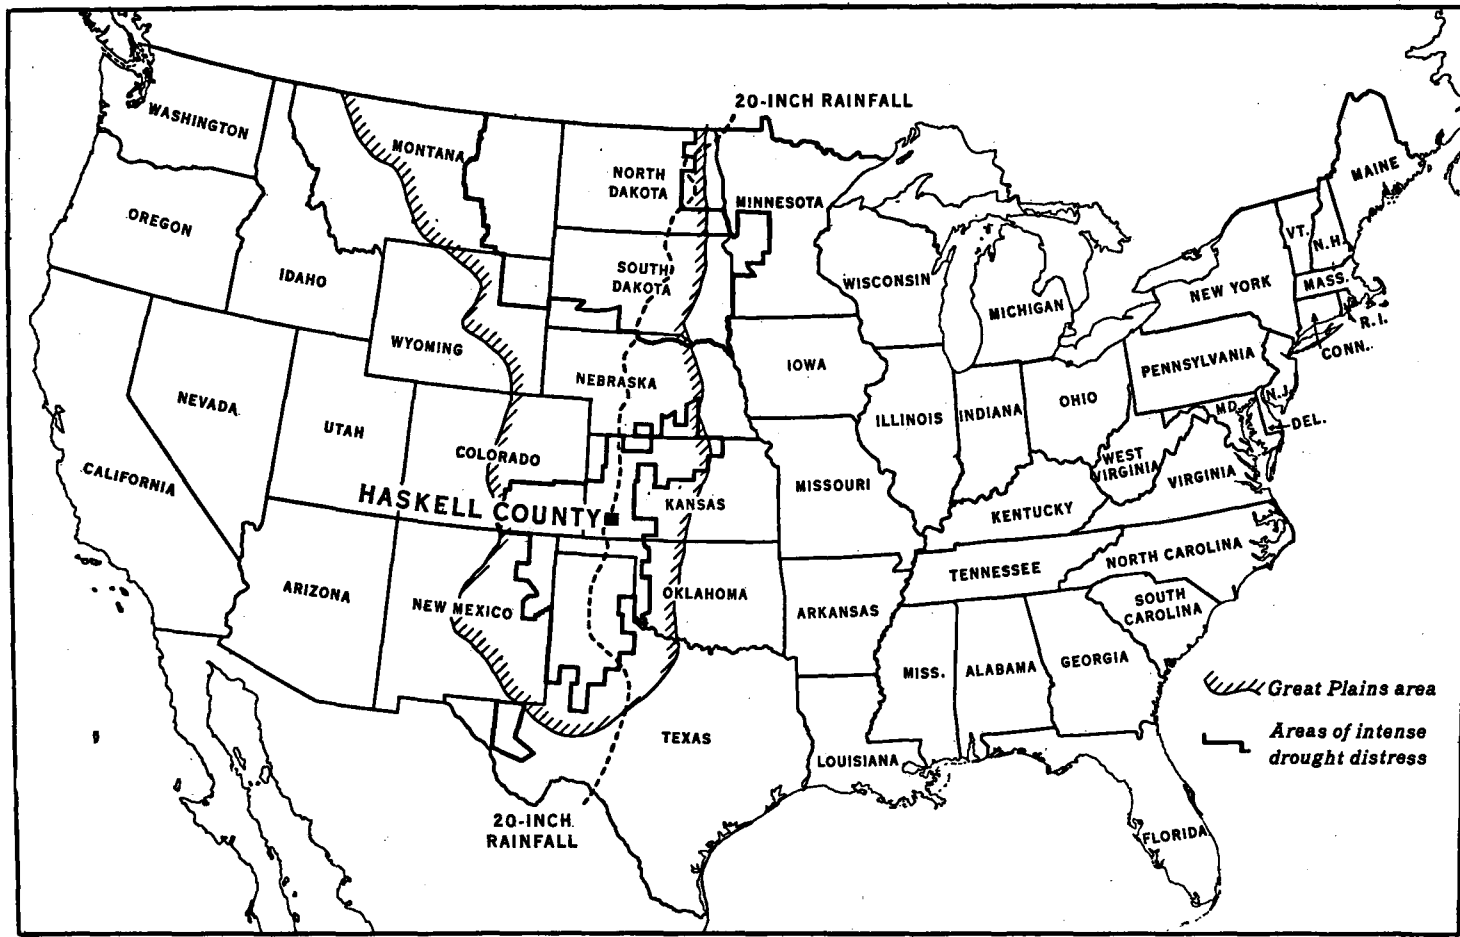 20-INCH RAINFALL
WASHINGTON
MONTANA
NORTH
DAKOTA
MINNESOTA
MAINE
OREGON
IDAHO
SOUTH
DAKOTA
WISCONSIN
MICHIGAN
VT.
N.H.
NEW YORK
MASS.
R.I.
CONN.
WYOMING
NEBRASKA
IOWA
PENNSYLVANIA
NEVADA
UTAH
COLORADO
ILLINOIS
INDIANA
OHIO
N.J.
MD.
DEL.
CALIFORNIA
HASKELL COUNTY
KANSAS
MISSOURI
WEST
VIRGINIA
VIRGINIA
KENTUCKY
ARIZONA
NEW MEXICO
OKLAHOMA
ARKANSAS
TENNESSEE
NORTH CAROLINA
SOUTH
CAROLINA
MISS.
ALABAMA
GEORGIA
TEXAS
LOUISIANA
FLORIDA
20-INCH
RAINFALL
Great Plains area
Areas of intense
drought distress